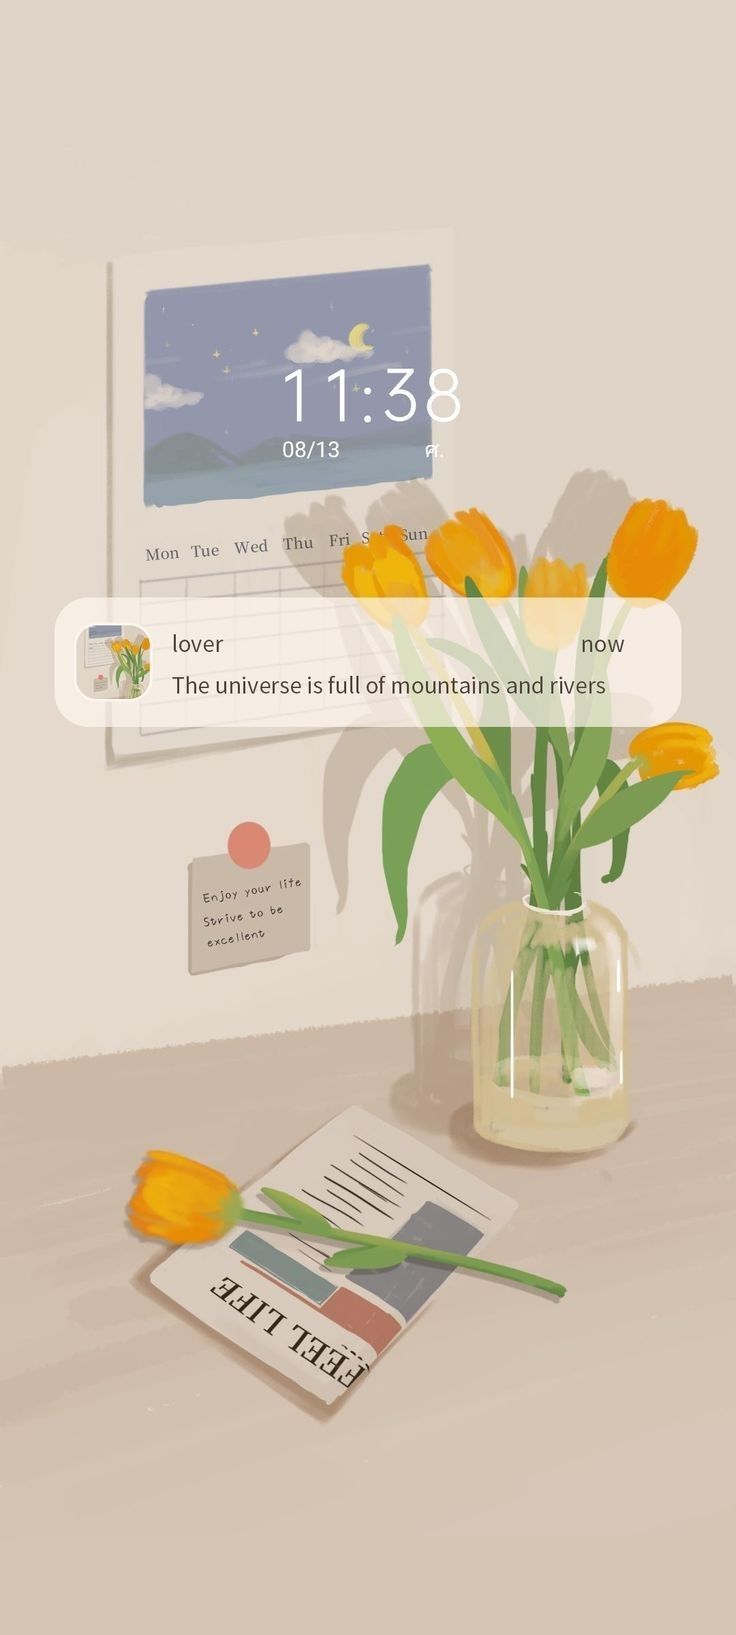 11:38
08/13 ศ.
Mon Tue Wed Thu Fri Sun
lover now
The universe is full of mountains and rivers
Enjoy your life
Strive to be
excellent
FEEL LIFE